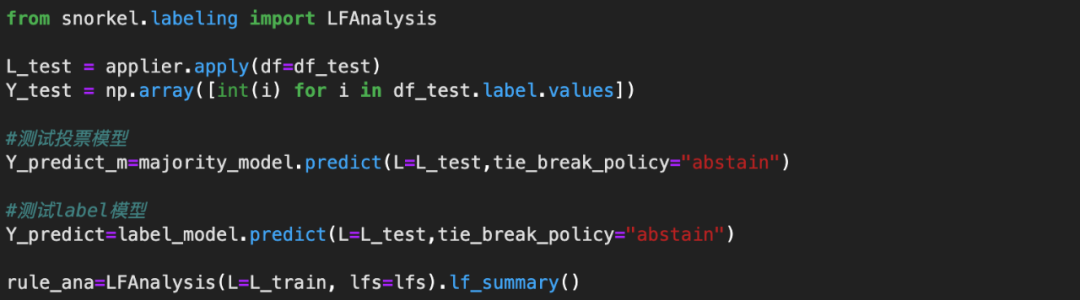 from snorkel.labeling import LFAnalysis
L_test = applier.apply(df=df_test)
Y_test = np.array([int(i) for i in df_test.label.values])
#测试投票模型
Y_predict_m=majority_model.predict(L=L_test,tie_break_policy="abstain")
#测试label模型
Y_predict=label_model.predict(L=L_test,tie_break_policy="abstain")
rule_ana=LFAnalysis(L=L_train, lfs=lfs).lf_summary()